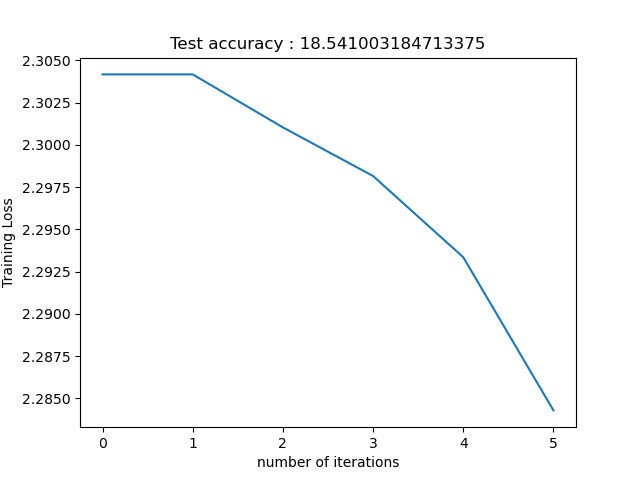 Test accuracy : 18.541003184713375
2.3050
2.3025
2.3000
2.2975
2.2950
2.2925
2.2900
2.2875
2.2850
Training Loss
0 1 2 3 4 5
number of iterations